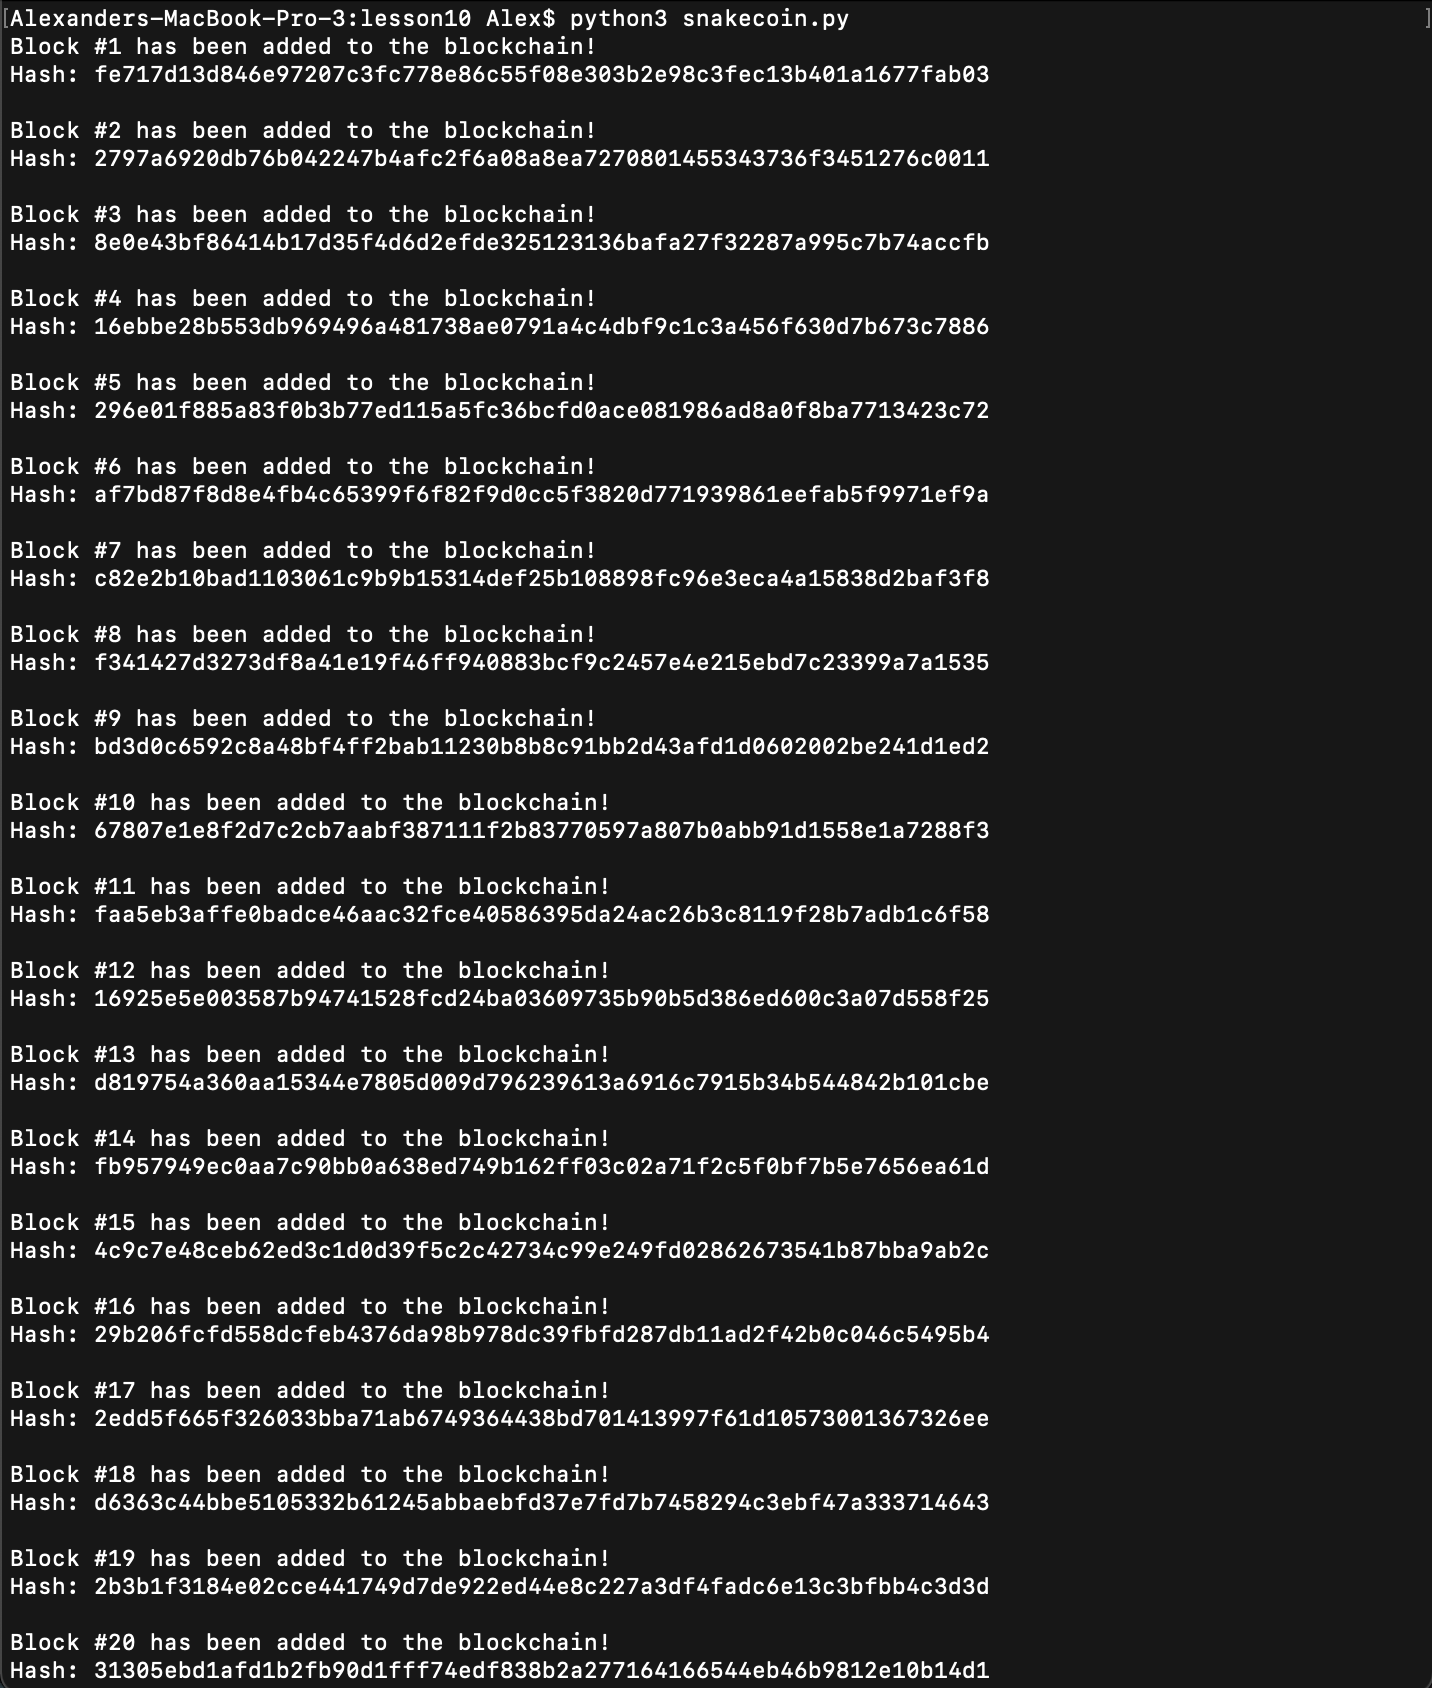 [Alexanders-MacBook-Pro-3:lesson10 Alex$ python3 snakecoin.py ]
Block #1 has been added to the blockchain!
Hash: fe717d13d846e97207c3fc778e86c55f08e303b2e98c3fec13b401a1677fab03
Block #2 has been added to the blockchain!
Hash: 2797a6920db76b042247b4afc2f6a08a8ea7270801455343736f3451276c0011
Block #3 has been added to the blockchain!
Hash: 8e0e43bf86414b17d35f4d6d2efde325123136bafa27f32287a995c7b74accfb
Block #4 has been added to the blockchain!
Hash: 16ebbe28b553db969496a481738ae0791a4c4dbf9c1c3a456f630d7b673c7886
Block #5 has been added to the blockchain!
Hash: 296e01f885a83f0b3b77ed115a5fc36bcfd0ace081986ad8a0f8ba7713423c72
Block #6 has been added to the blockchain!
Hash: af7bd87f8d8e4fb4c65399f6f82f9d0cc5f3820d771939861eefab5f9971ef9a
Block #7 has been added to the blockchain!
Hash: c82e2b10bad1103061c9b9b15314def25b108898fc96e3eca4a15838d2baf3f8
Block #8 has been added to the blockchain!
Hash: f341427d3273df8a41e19f46ff940883bcf9c2457e4e215ebd7c23399a7a1535
Block #9 has been added to the blockchain!
Hash: bd3d0c6592c8a48bf4ff2bab11230b8b8c91bb2d43afd1d0602002be241d1ed2
Block #10 has been added to the blockchain!
Hash: 67807e1e8f2d7c2cb7aabf387111f2b83770597a807b0abb91d1558e1a7288f3
Block #11 has been added to the blockchain!
Hash: faa5eb3affe0badce46aac32fce40586395da24ac26b3c8119f28b7adb1c6f58
Block #12 has been added to the blockchain!
Hash: 16925e5e003587b94741528fcd24ba03609735b90b5d386ed600c3a07d558f25
Block #13 has been added to the blockchain!
Hash: d819754a360aa15344e7805d009d796239613a6916c7915b34b544842b101cbe
Block #14 has been added to the blockchain!
Hash: fb957949ec0aa7c90bb0a638ed749b162ff03c02a71f2c5f0bf7b5e7656ea61d
Block #15 has been added to the blockchain!
Hash: 4c9c7e48ceb62ed3c1d0d39f5c2c42734c99e249fd02862673541b87bba9ab2c
Block #16 has been added to the blockchain!
Hash: 29b206fcfd558dcfeb4376da98b978dc39fbfd287db11ad2f42b0c046c5495b4
Block #17 has been added to the blockchain!
Hash: 2edd5f665f326033bba71ab6749364438bd701413997f61d10573001367326ee
Block #18 has been added to the blockchain!
Hash: d6363c44bbe5105332b61245abbaebfd37e7fd7b7458294c3ebf47a333714643
Block #19 has been added to the blockchain!
Hash: 2b3b1f3184e02cce441749d7de922ed44e8c227a3df4fadc6e13c3bfbb4c3d3d
Block #20 has been added to the blockchain!
Hash: 31305ebd1afd1b2fb90d1fff74edf838b2a277164166544eb46b9812e10b14d1